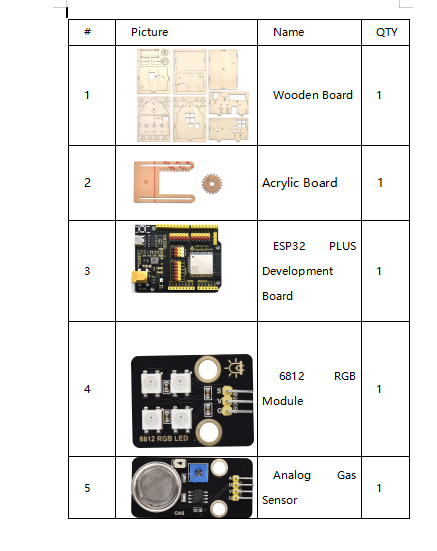 # Picture Name QTY
1 Wooden Board 1
2 Acrylic Board 1
3 ESP32 PLUS
Development
Board 1
4 6812 RGB
Module 1
S
V
G
6812 RGB LED
5 Analog Gas
Sensor 1
GAS